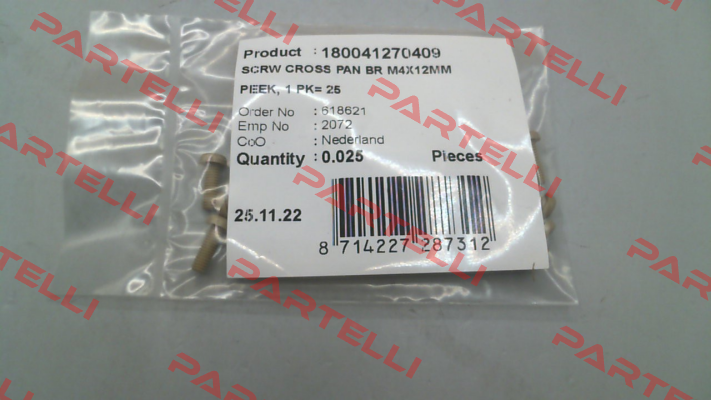 Product : 180041270409
SCRW CROSS PAN BR M4X12MM
PEEK, 1 PK= 25
Order No : 618621
Emp No : 2072
CoO : Nederland
Quantity : 0.025 Pieces
25.11.22
8 714227 287312
PARTELLI
PARTELLI
PARTELLI
PARTELLI
PARTELLI
PARTELLI
PARTELLI